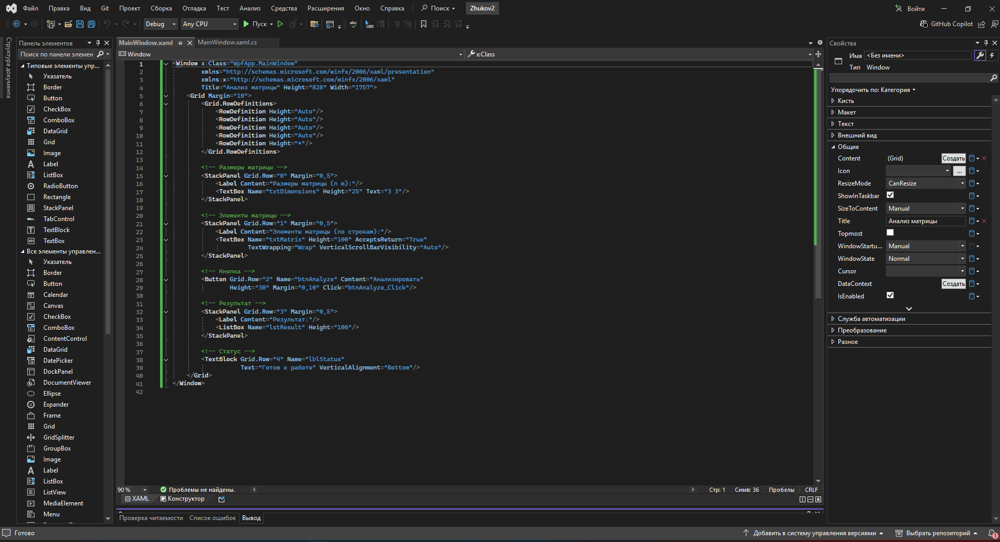 Файл Правка Вид Git Проект Сборка Отладка Тест Анализ Средства Расширения Окно Справка Поиск Zhukov2 Войти
Debug Any CPU Пуск GitHub Copilot
Структура документа
Панель элементов
Поиск по панели элемен
Типовые элементы упр...
Указатель
Border
Button
CheckBox
ComboBox
DataGrid
Grid
Image
Label
ListBox
RadioButton
Rectangle
StackPanel
TabControl
TextBlock
TextBox
Все элементы управлен...
Указатель
Border
Button
Calendar
Canvas
CheckBox
ComboBox
ContentControl
DataGrid
DatePicker
DockPanel
DocumentViewer
Ellipse
Expander
Frame
Grid
GridSplitter
GroupBox
Image
Label
ListBox
ListView
MediaElement
Menu
MainWindow.xaml MainWindow.xaml.cs
Window x:Class
1 <Window x:Class="WpfApp.MainWindow"
2 xmlns="http://schemas.microsoft.com/winfx/2006/xaml/presentation"
3 xmlns:x="http://schemas.microsoft.com/winfx/2006/xaml"
4 Title="Анализ матрицы" Height="828" Width="1757">
5 <Grid Margin="10">
6 <Grid.RowDefinitions>
7 <RowDefinition Height="Auto"/>
8 <RowDefinition Height="Auto"/>
9 <RowDefinition Height="Auto"/>
10 <RowDefinition Height="Auto"/>
11 <RowDefinition Height="*"/>
12 </Grid.RowDefinitions>
13
14 <!-- Размеры матрицы -->
15 <StackPanel Grid.Row="0" Margin="0,5">
16 <Label Content="Размеры матрицы (n m):"/>
17 <TextBox Name="txtDimensions" Height="25" Text="3 3"/>
18 </StackPanel>
19
20 <!-- Элементы матрицы -->
21 <StackPanel Grid.Row="1" Margin="0,5">
22 <Label Content="Элементы матрицы (по строкам):"/>
23 <TextBox Name="txtMatrix" Height="100" AcceptsReturn="True"
24 TextWrapping="Wrap" VerticalScrollBarVisibility="Auto"/>
25 </StackPanel>
26
27 <!-- Кнопка -->
28 <Button Grid.Row="2" Name="btnAnalyze" Content="Анализировать"
29 Height="30" Margin="0,10" Click="btnAnalyze_Click"/>
30
31 <!-- Результат -->
32 <StackPanel Grid.Row="3" Margin="0,5">
33 <Label Content="Результат:"/>
34 <ListBox Name="lstResult" Height="100"/>
35 </StackPanel>
36
37 <!-- Статус -->
38 <TextBlock Grid.Row="4" Name="lblStatus"
39 Text="Готов к работе" VerticalAlignment="Bottom"/>
40 </Grid>
41 </Window>
42
90 % Проблемы не найдены. Стр: 1 Симв: 36 Пробелы CRLF
XAML Конструктор
Проверка читаемости Список ошибок Вывод
Свойства
Имя <Без имени>
Тип Window
Упорядочить по: Категория
Кисть
Макет
Текст
Внешний вид
Общие
Content (Grid) Создать
Icon ...
ResizeMode CanResize
ShowInTaskbar
SizeToContent Manual
Title Анализ матрицы
Topmost
WindowStartu... Manual
WindowState Normal
Cursor
DataContext Создать
IsEnabled
Служба автоматизации
Преобразование
Разное
Готово Добавить в систему управления версиями Выбрать репозиторий 1